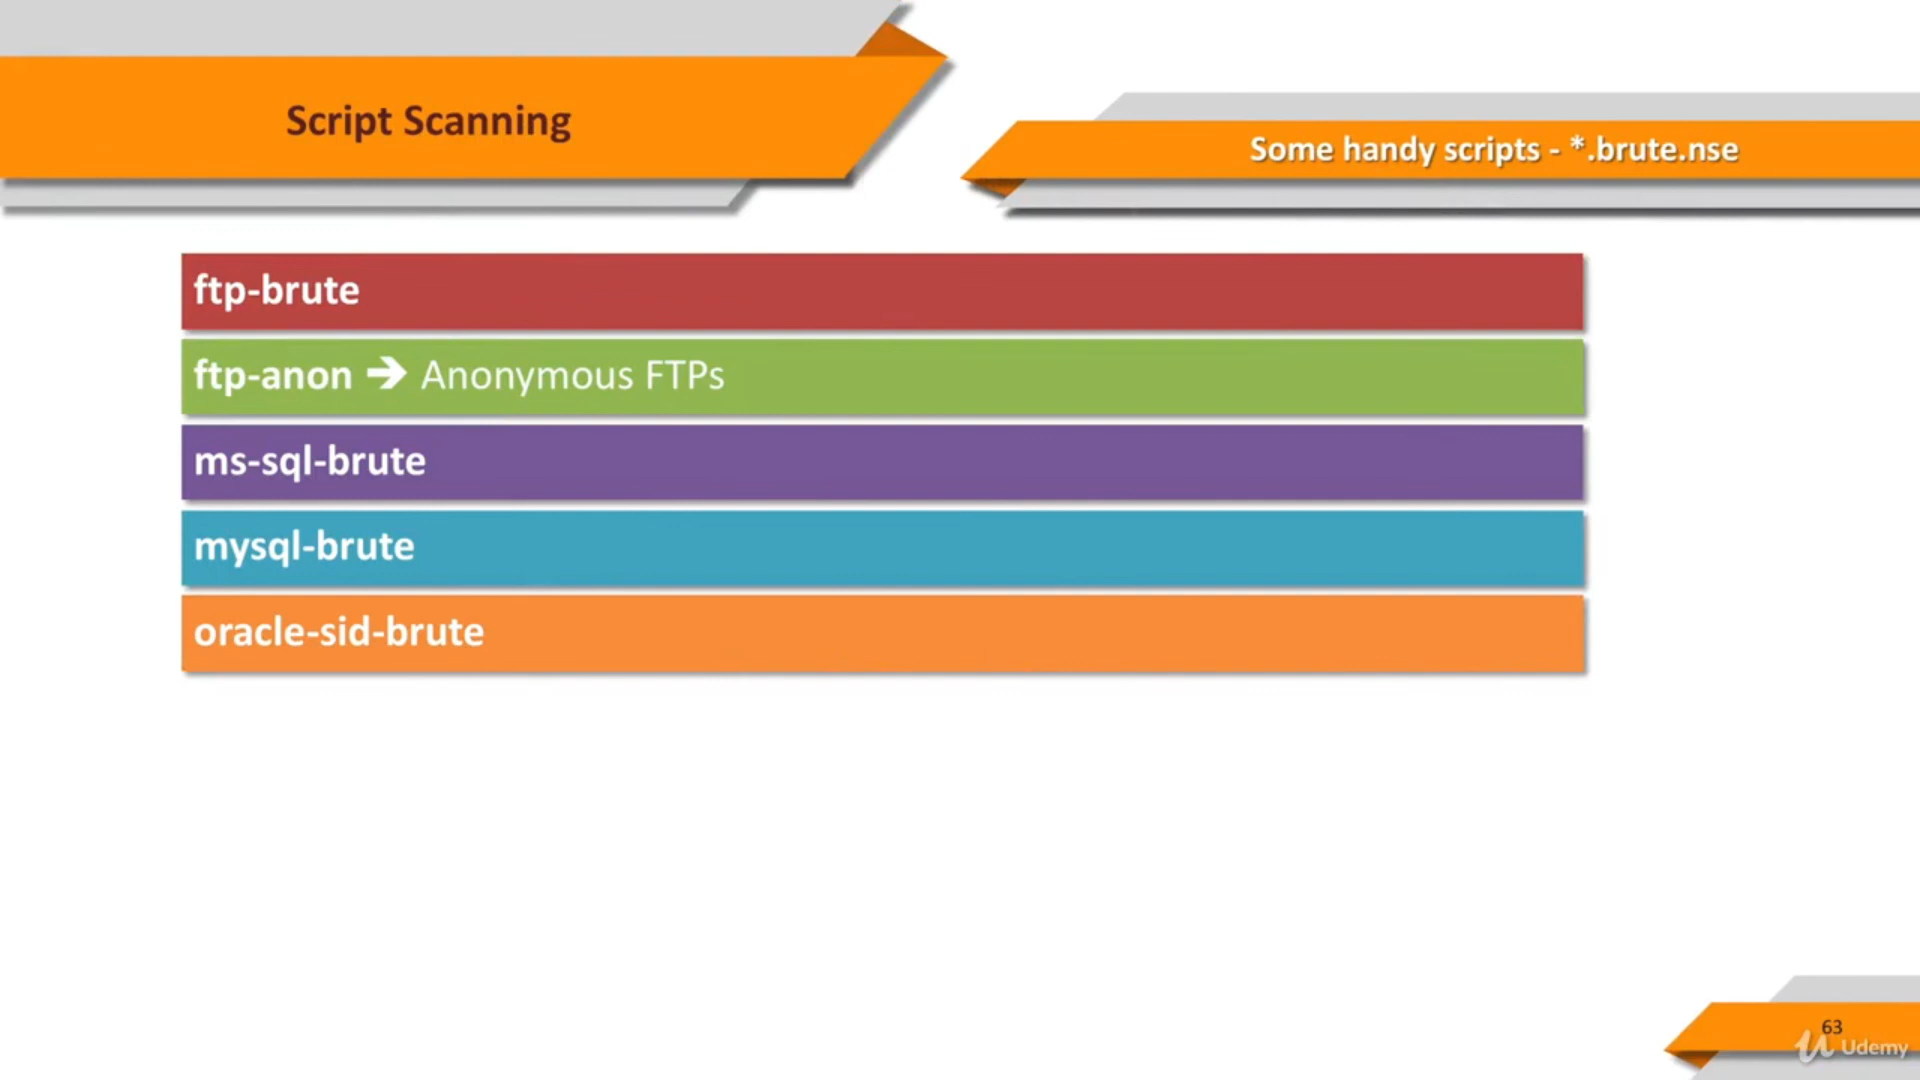 Script Scanning
Some handy scripts - *.brute.nse
ftp-brute
ftp-anon ➔ Anonymous FTPs
ms-sql-brute
mysql-brute
oracle-sid-brute
63
Udemy